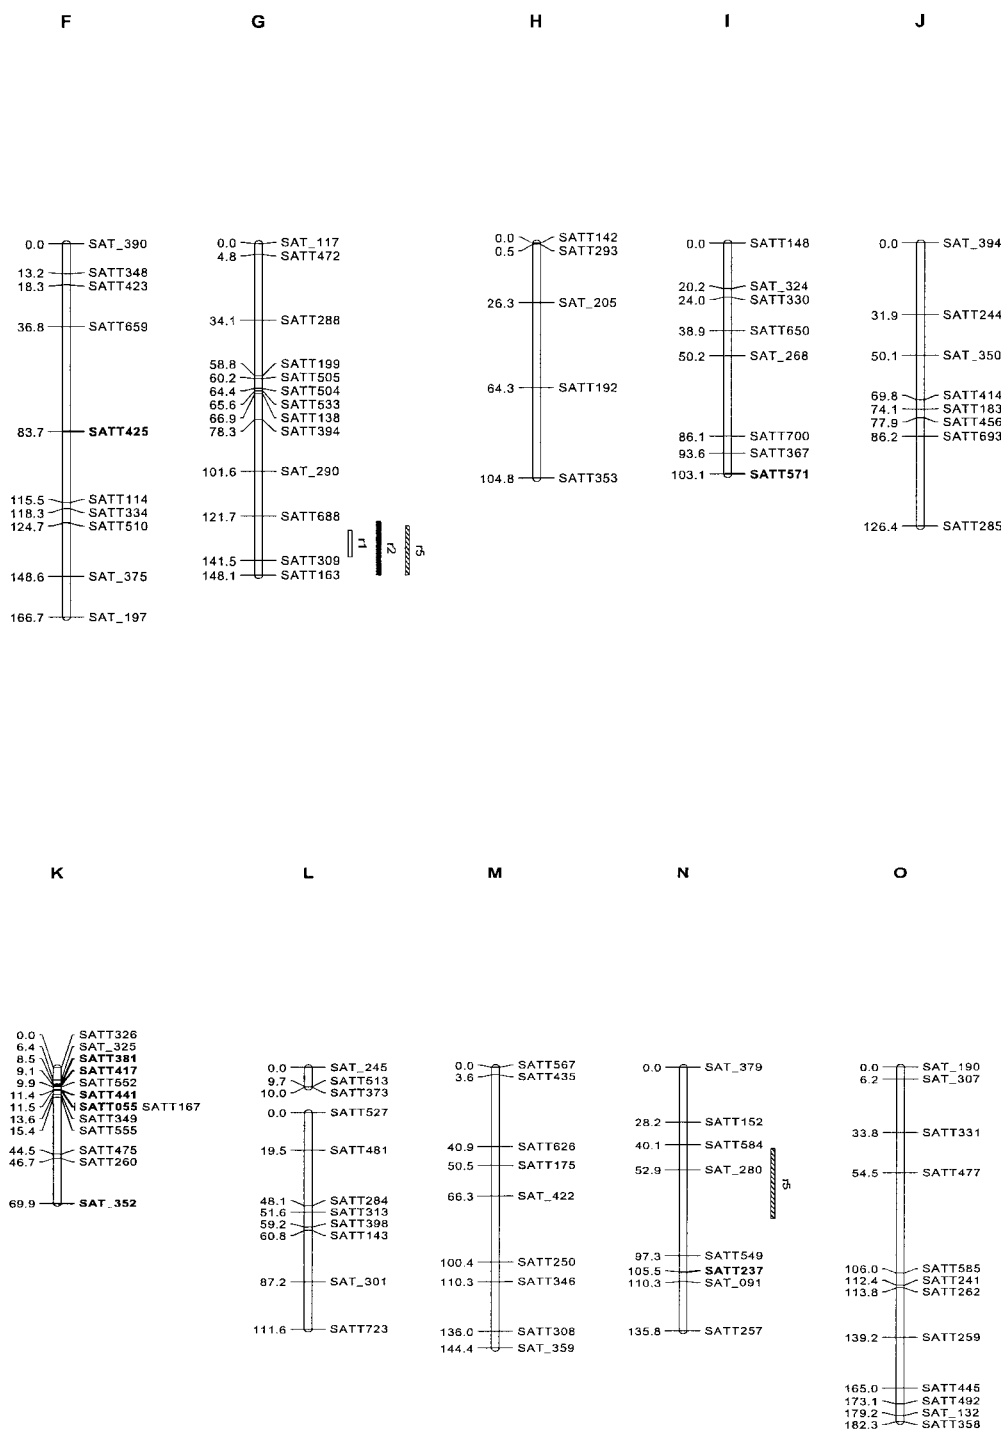 F G H I J
0.0 SAT_390
13.2 SATT348
18.3 SATT423
36.8 SATT659
83.7 SATT425
115.5 SATT114
118.3 SATT334
124.7 SATT510
148.6 SAT_375
166.7 SAT_197
0.0 SAT_117
4.8 SATT472
34.1 SATT288
58.8 SATT199
60.2 SATT505
64.4 SATT504
65.6 SATT533
66.9 SATT138
78.3 SATT394
101.6 SAT_290
121.7 SATT688
141.5 SATT309
148.1 SATT163
r1
r2
r5
0.0 SATT142
0.5 SATT293
26.3 SAT_205
64.3 SATT192
104.8 SATT353
0.0 SATT148
20.2 SAT_324
24.0 SATT330
38.9 SATT650
50.2 SAT_268
86.1 SATT700
93.6 SATT367
103.1 SATT571
0.0 SAT_394
31.9 SATT244
50.1 SAT_350
69.8 SATT414
74.1 SATT183
77.9 SATT456
86.2 SATT693
126.4 SATT285
K L M N O
0.0 SATT326
6.4 SAT_325
8.5 SATT381
9.1 SATT417
9.9 SATT552
11.4 SATT441
11.5 SATT055 SATT167
13.6 SATT349
15.4 SATT555
44.5 SATT475
46.7 SATT260
69.9 SAT_352
0.0 SAT_245
9.7 SATT513
10.0 SATT373
0.0 SATT527
19.5 SATT481
48.1 SATT284
51.6 SATT313
59.2 SATT398
60.8 SATT143
87.2 SAT_301
111.6 SATT723
0.0 SATT567
3.6 SATT435
40.9 SATT626
50.5 SATT175
66.3 SAT_422
100.4 SATT250
110.3 SATT346
136.0 SATT308
144.4 SAT_359
0.0 SAT_379
28.2 SATT152
40.1 SATT584
52.9 SAT_280
97.3 SATT549
105.5 SATT237
110.3 SAT_091
135.8 SATT257
r5
0.0 SAT_190
6.2 SAT_307
33.8 SATT331
54.5 SATT477
106.0 SATT585
112.4 SATT241
113.8 SATT262
139.2 SATT259
165.0 SATT445
173.1 SATT492
179.2 SAT_132
182.3 SATT358